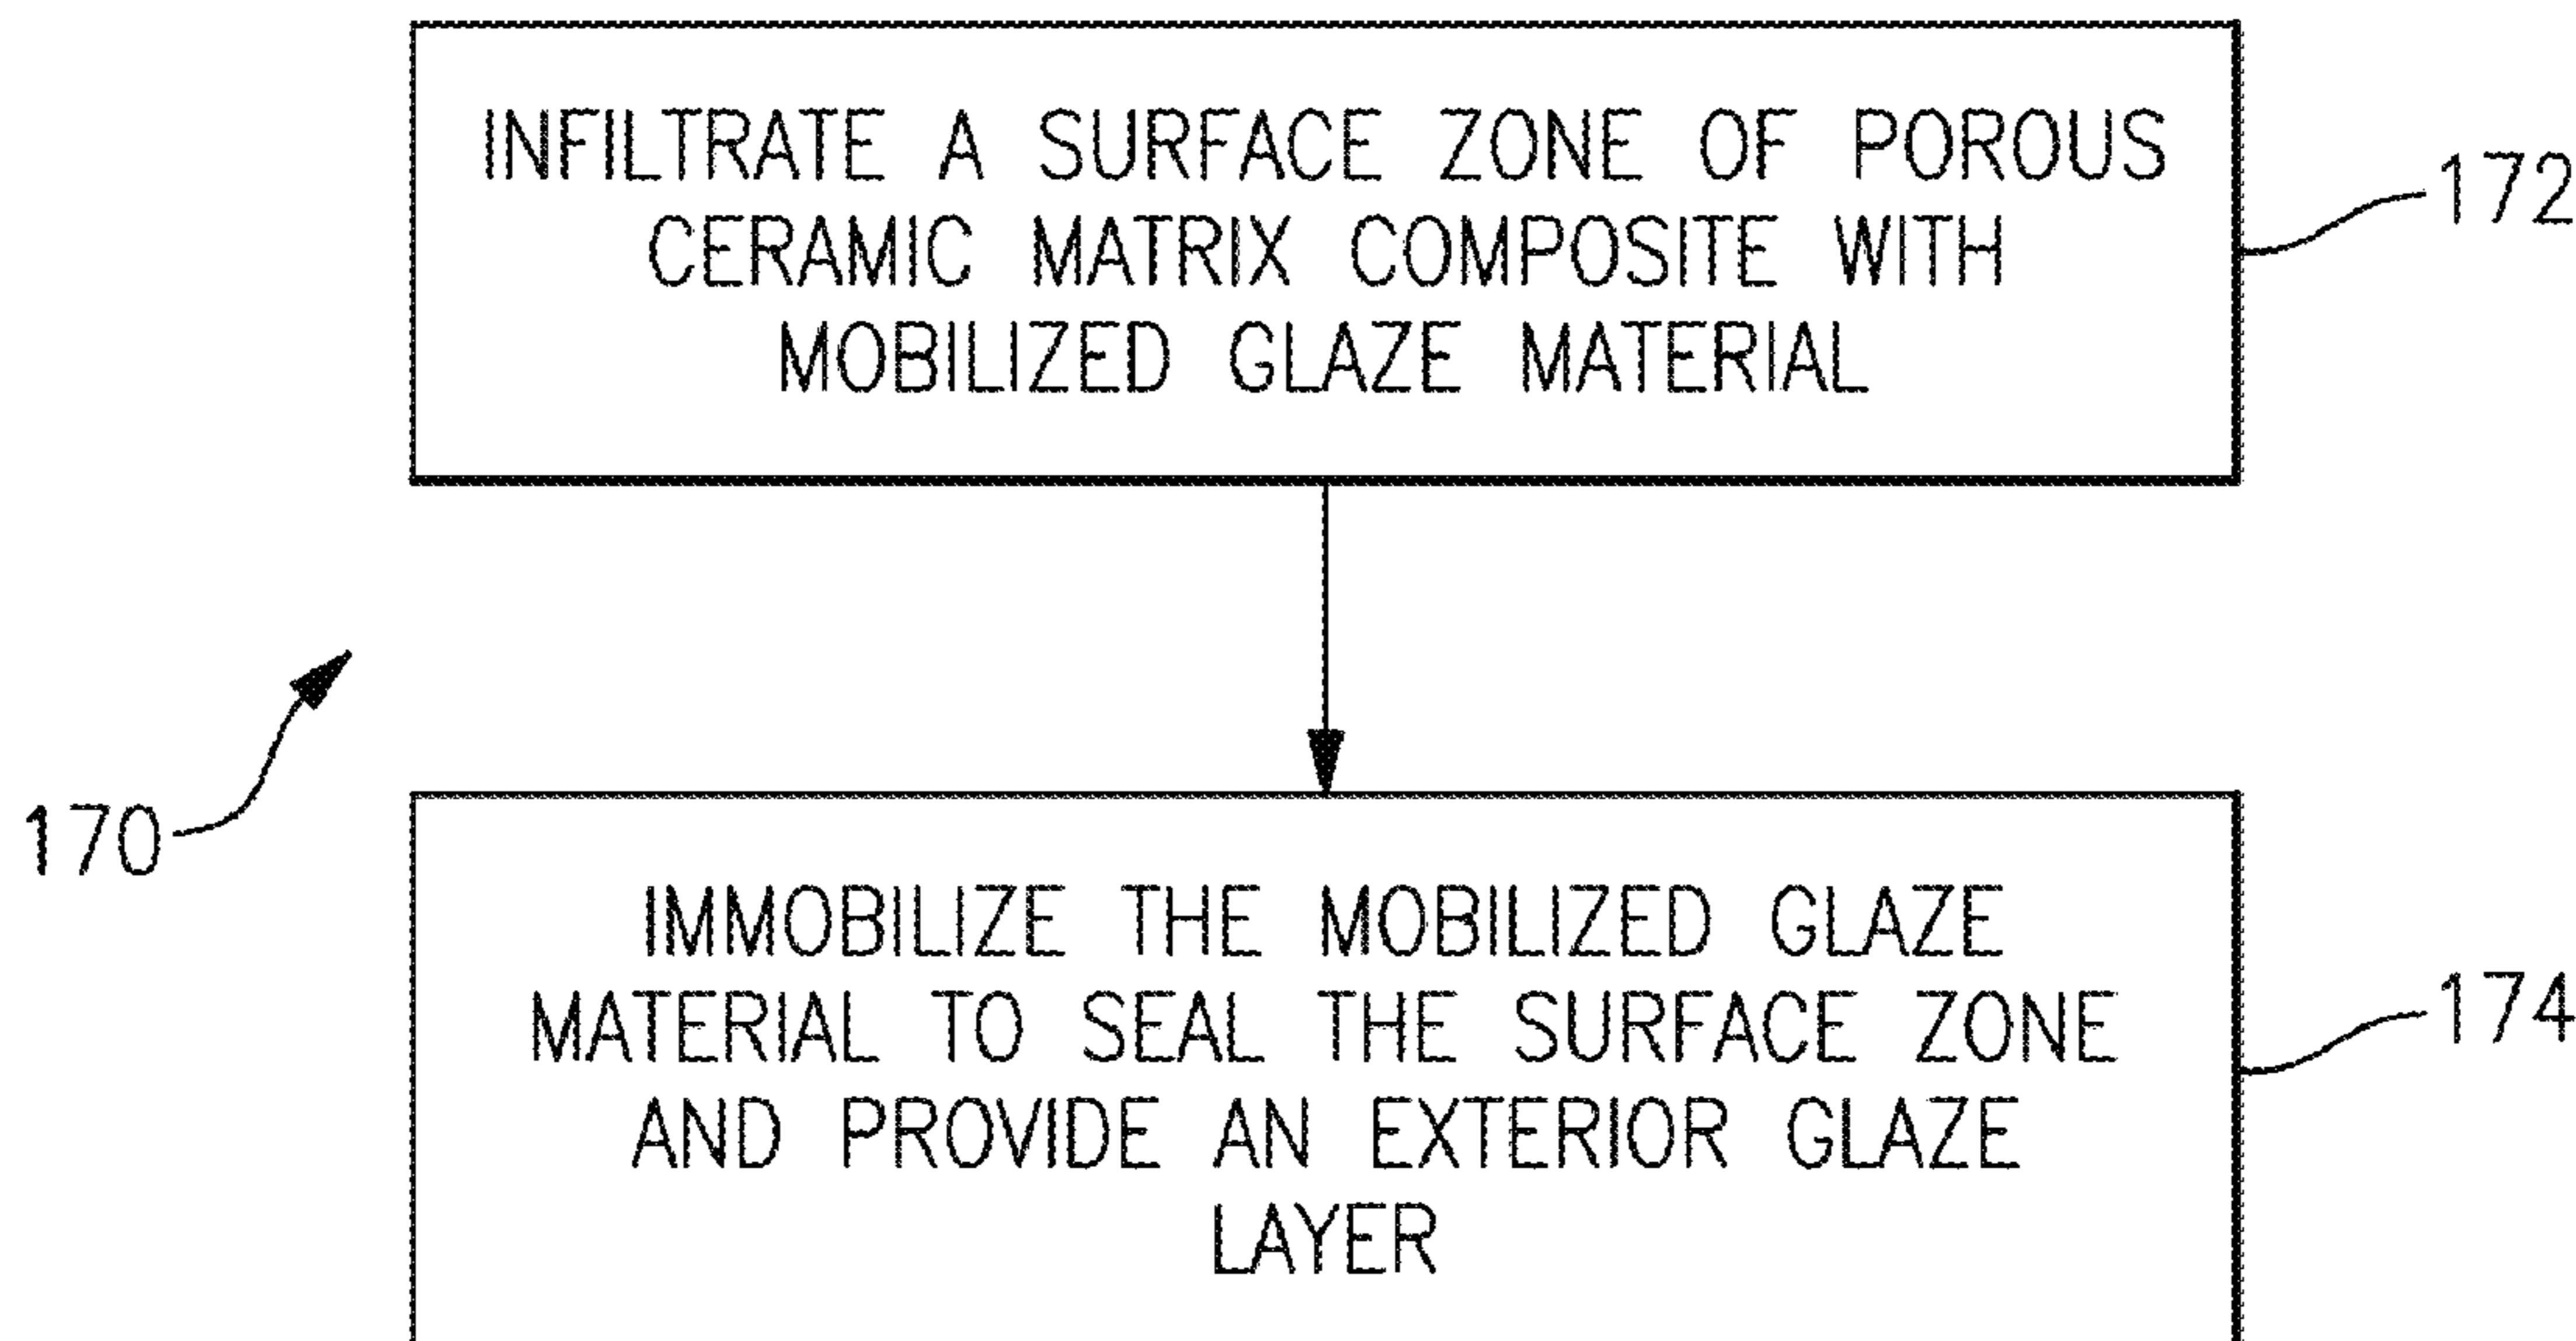 INFILTRATE A SURFACE ZONE OF POROUS
CERAMIC MATRIX COMPOSITE WITH
MOBILIZED GLAZE MATERIAL
172
170
IMMOBILIZE THE MOBILIZED GLAZE
MATERIAL TO SEAL THE SURFACE ZONE
AND PROVIDE AN EXTERIOR GLAZE
LAYER
174